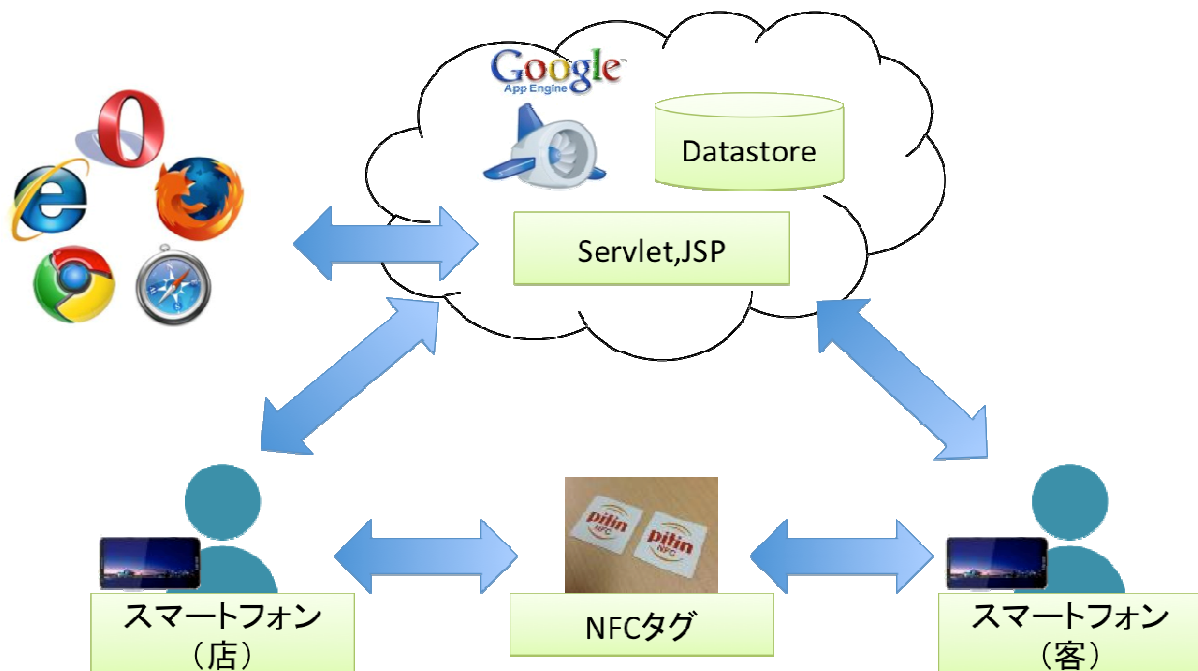 Google
App Engine
Datastore
Servlet,JSP
pitin
NFC
pitin
NFC
スマートフォン
（店）
NFCタグ
スマートフォン
（客）